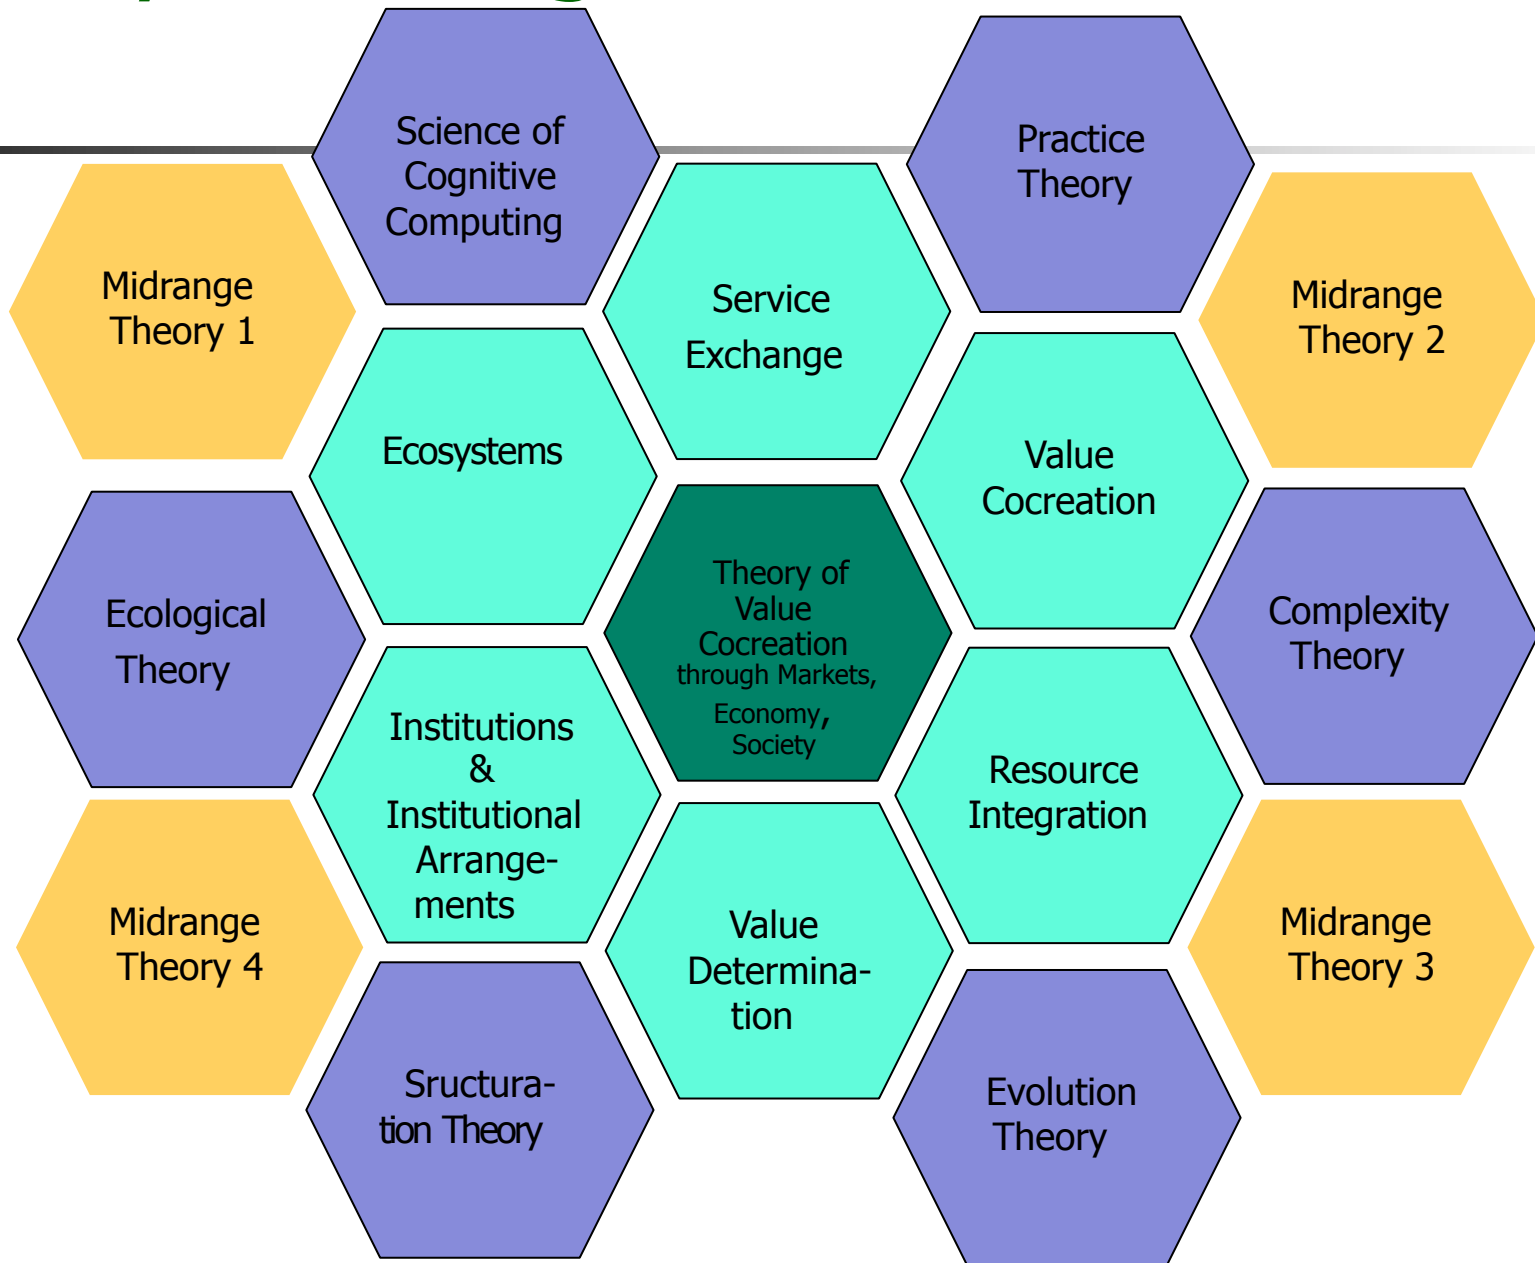 Science of
Cognitive
Computing
Practice
Theory
Midrange
Theory 1
Service
Exchange
Midrange
Theory 2
Ecosystems
Value
Cocreation
Ecological
Theory
Theory of
Value
Cocreation
through Markets,
Economy,
Society
Complexity
Theory
Institutions
&
Institutional
Arrange-
ments
Resource
Integration
Midrange
Theory 4
Value
Determina-
tion
Midrange
Theory 3
Sructura-
tion Theory
Evolution
Theory